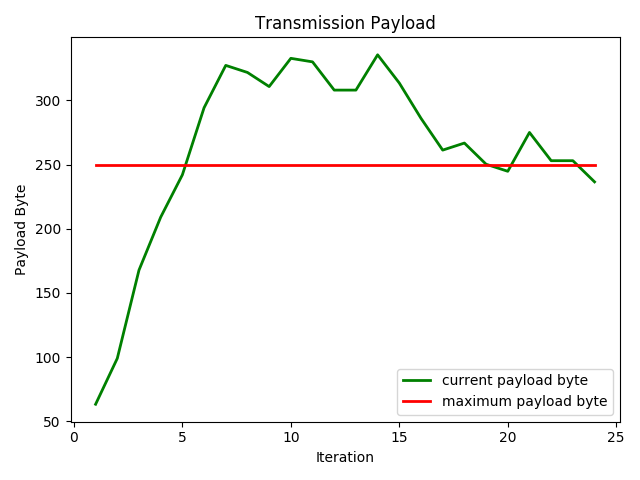 Transmission Payload
Payload Byte
300
250
200
150
100
50
0
5
10
15
20
25
Iteration
current payload byte
maximum payload byte